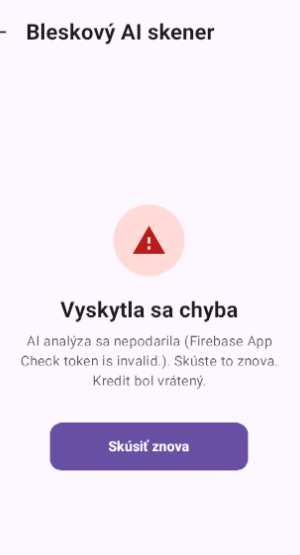 Bleskový AI skener
Vyskytla sa chyba
AI analýza sa nepodarila (Firebase App
Check token is invalid.). Skúste to znova.
Kredit bol vrátený.
Skúsiť znova